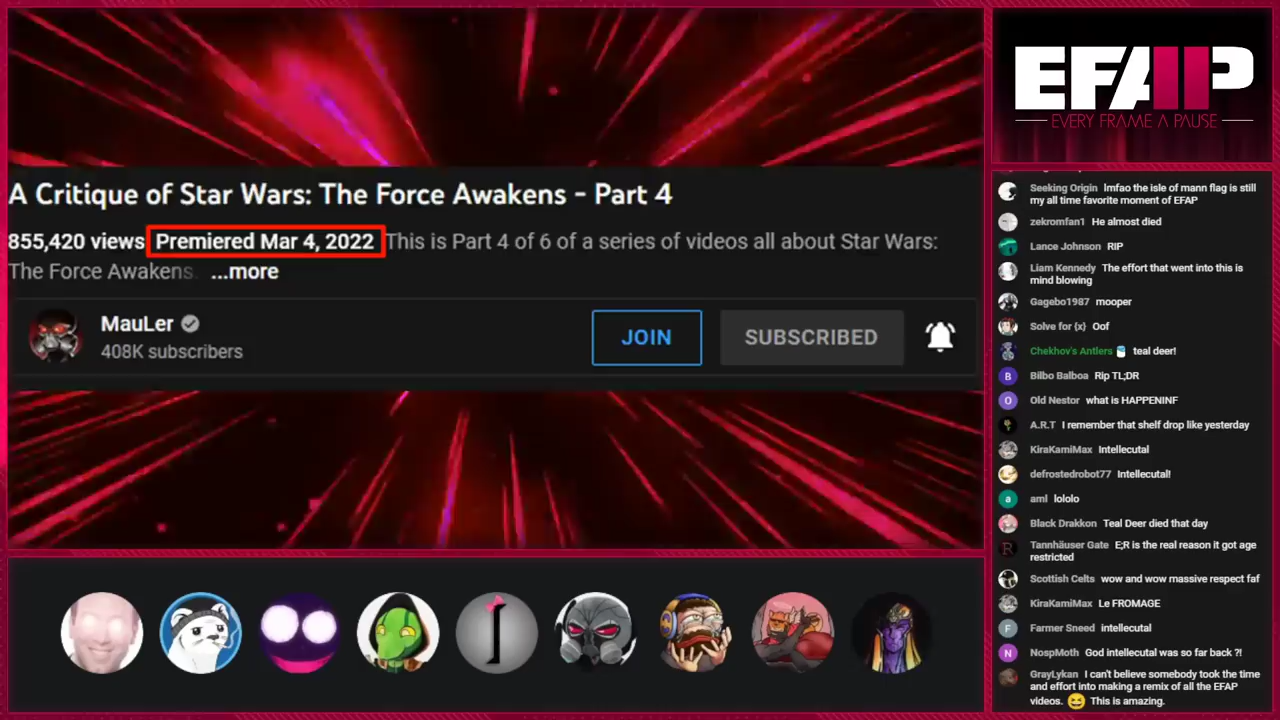 A Critique of Star Wars: The Force Awakens - Part 4
855,420 views Premiered Mar 4, 2022 This is Part 4 of 6 of a series of videos all about Star Wars:
The Force Awakens. ...more
MauLer
408K subscribers
JOIN
SUBSCRIBED
EFAP
EVERY FRAME A PAUSE
Seeking Origin lmfao the isle of mann flag is still
my all time favorite moment of EFAP
zekromfan1 He almost died
Lance Johnson RIP
Liam Kennedy The effort that went into this is
mind blowing
Gagebo1987 mooper
Solve for {x} Oof
Chekhov's Antlers teal deer!
B Bilbo Balboa Rip TL;DR
O Old Nestor what is HAPPENINF
A.R.T I remember that shelf drop like yesterday
KiraKamiMax Intellecutal
defrostedrobot77 Intellecutal!
a aml lololo
Black Drakkon Teal Deer died that day
R Tannhäuser Gate E;R is the real reason it got age
restricted
Scottish Celts wow and wow massive respect faf
KiraKamiMax Le FROMAGE
F Farmer Sneed intellecutal
N NospMoth God intellecutal was so far back ?!
GrayLykan I can't believe somebody took the time
and effort into making a remix of all the EFAP
videos. 😆 This is amazing.